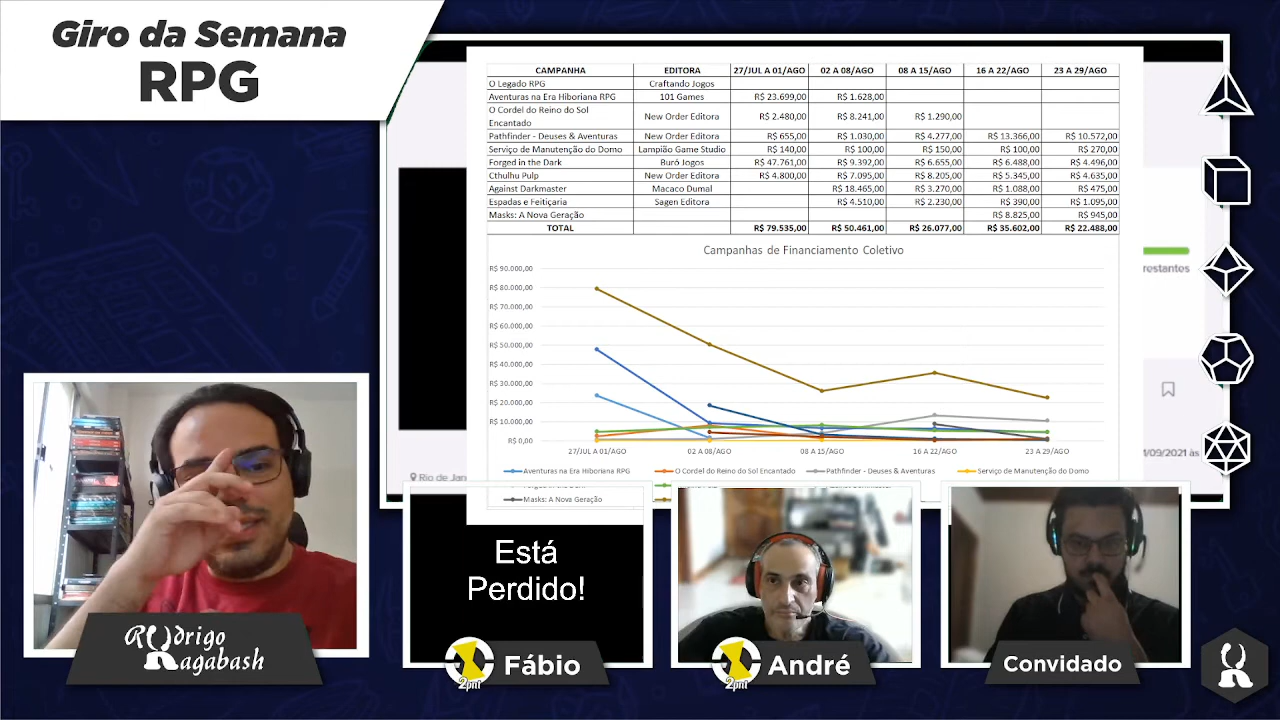 Giro da Semana
RPG
CAMPANHA EDITORA 27/JUL A 01/AGO 02 A 08/AGO 08 A 15/AGO 16 A 22/AGO 23 A 29/AGO
O Legado RPG Craftando Jogos
Aventuras na Era Hiboriana RPG 101 Games R$ 23.699,00 R$ 1.628,00
O Cordel do Reino do Sol
Encantado New Order Editora R$ 2.480,00 R$ 8.241,00 R$ 1.290,00
Pathfinder - Deuses & Aventuras New Order Editora R$ 655,00 R$ 1.030,00 R$ 4.277,00 R$ 13.366,00 R$ 10.572,00
Serviço de Manutenção do Domo Lampião Game Studio R$ 140,00 R$ 100,00 R$ 150,00 R$ 100,00 R$ 270,00
Forged in the Dark Buró Jogos R$ 47.761,00 R$ 9.392,00 R$ 6.655,00 R$ 6.488,00 R$ 4.496,00
Cthulhu Pulp New Order Editora R$ 4.800,00 R$ 7.095,00 R$ 8.205,00 R$ 5.345,00 R$ 4.635,00
Against Darkmaster Macaco Dumal R$ 18.465,00 R$ 3.270,00 R$ 1.088,00 R$ 475,00
Espadas e Feitiçaria Sagen Editora R$ 4.510,00 R$ 2.230,00 R$ 390,00 R$ 1.095,00
Masks: A Nova Geração R$ 8.825,00 R$ 945,00
TOTAL R$ 79.535,00 R$ 50.461,00 R$ 26.077,00 R$ 35.602,00 R$ 22.488,00
Campanhas de Financiamento Coletivo
R$ 90.000,00
R$ 80.000,00
R$ 70.000,00
R$ 60.000,00
R$ 50.000,00
R$ 40.000,00
R$ 30.000,00
R$ 20.000,00
R$ 10.000,00
R$ 0,00
27/JUL A 01/AGO 02 A 08/AGO 08 A 15/AGO 16 A 22/AGO 23 A 29/AGO
Aventuras na Era Hiboriana RPG O Cordel do Reino do Sol Encantado Pathfinder - Deuses & Aventuras Serviço de Manutenção do Domo
Masks: A Nova Geração
restantes
/09/2021 às
Rio de Jan
Está
Perdido!
Rodrigo
Ragabash
2pm
Fábio
2pm
André
Convidado